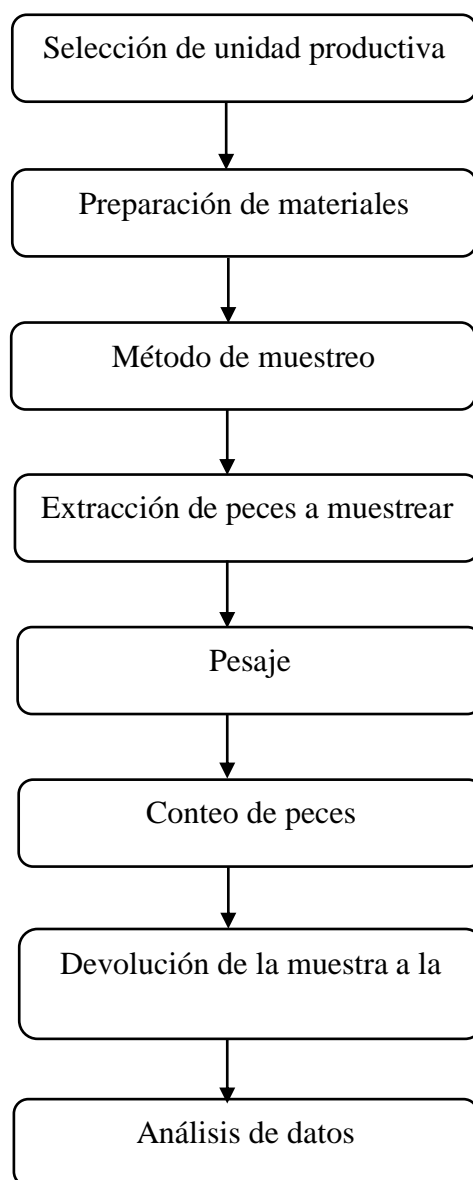 Selección de unidad productiva
Preparación de materiales
Método de muestreo
Extracción de peces a muestrear
Pesaje
Conteo de peces
Devolución de la muestra a la
Análisis de datos